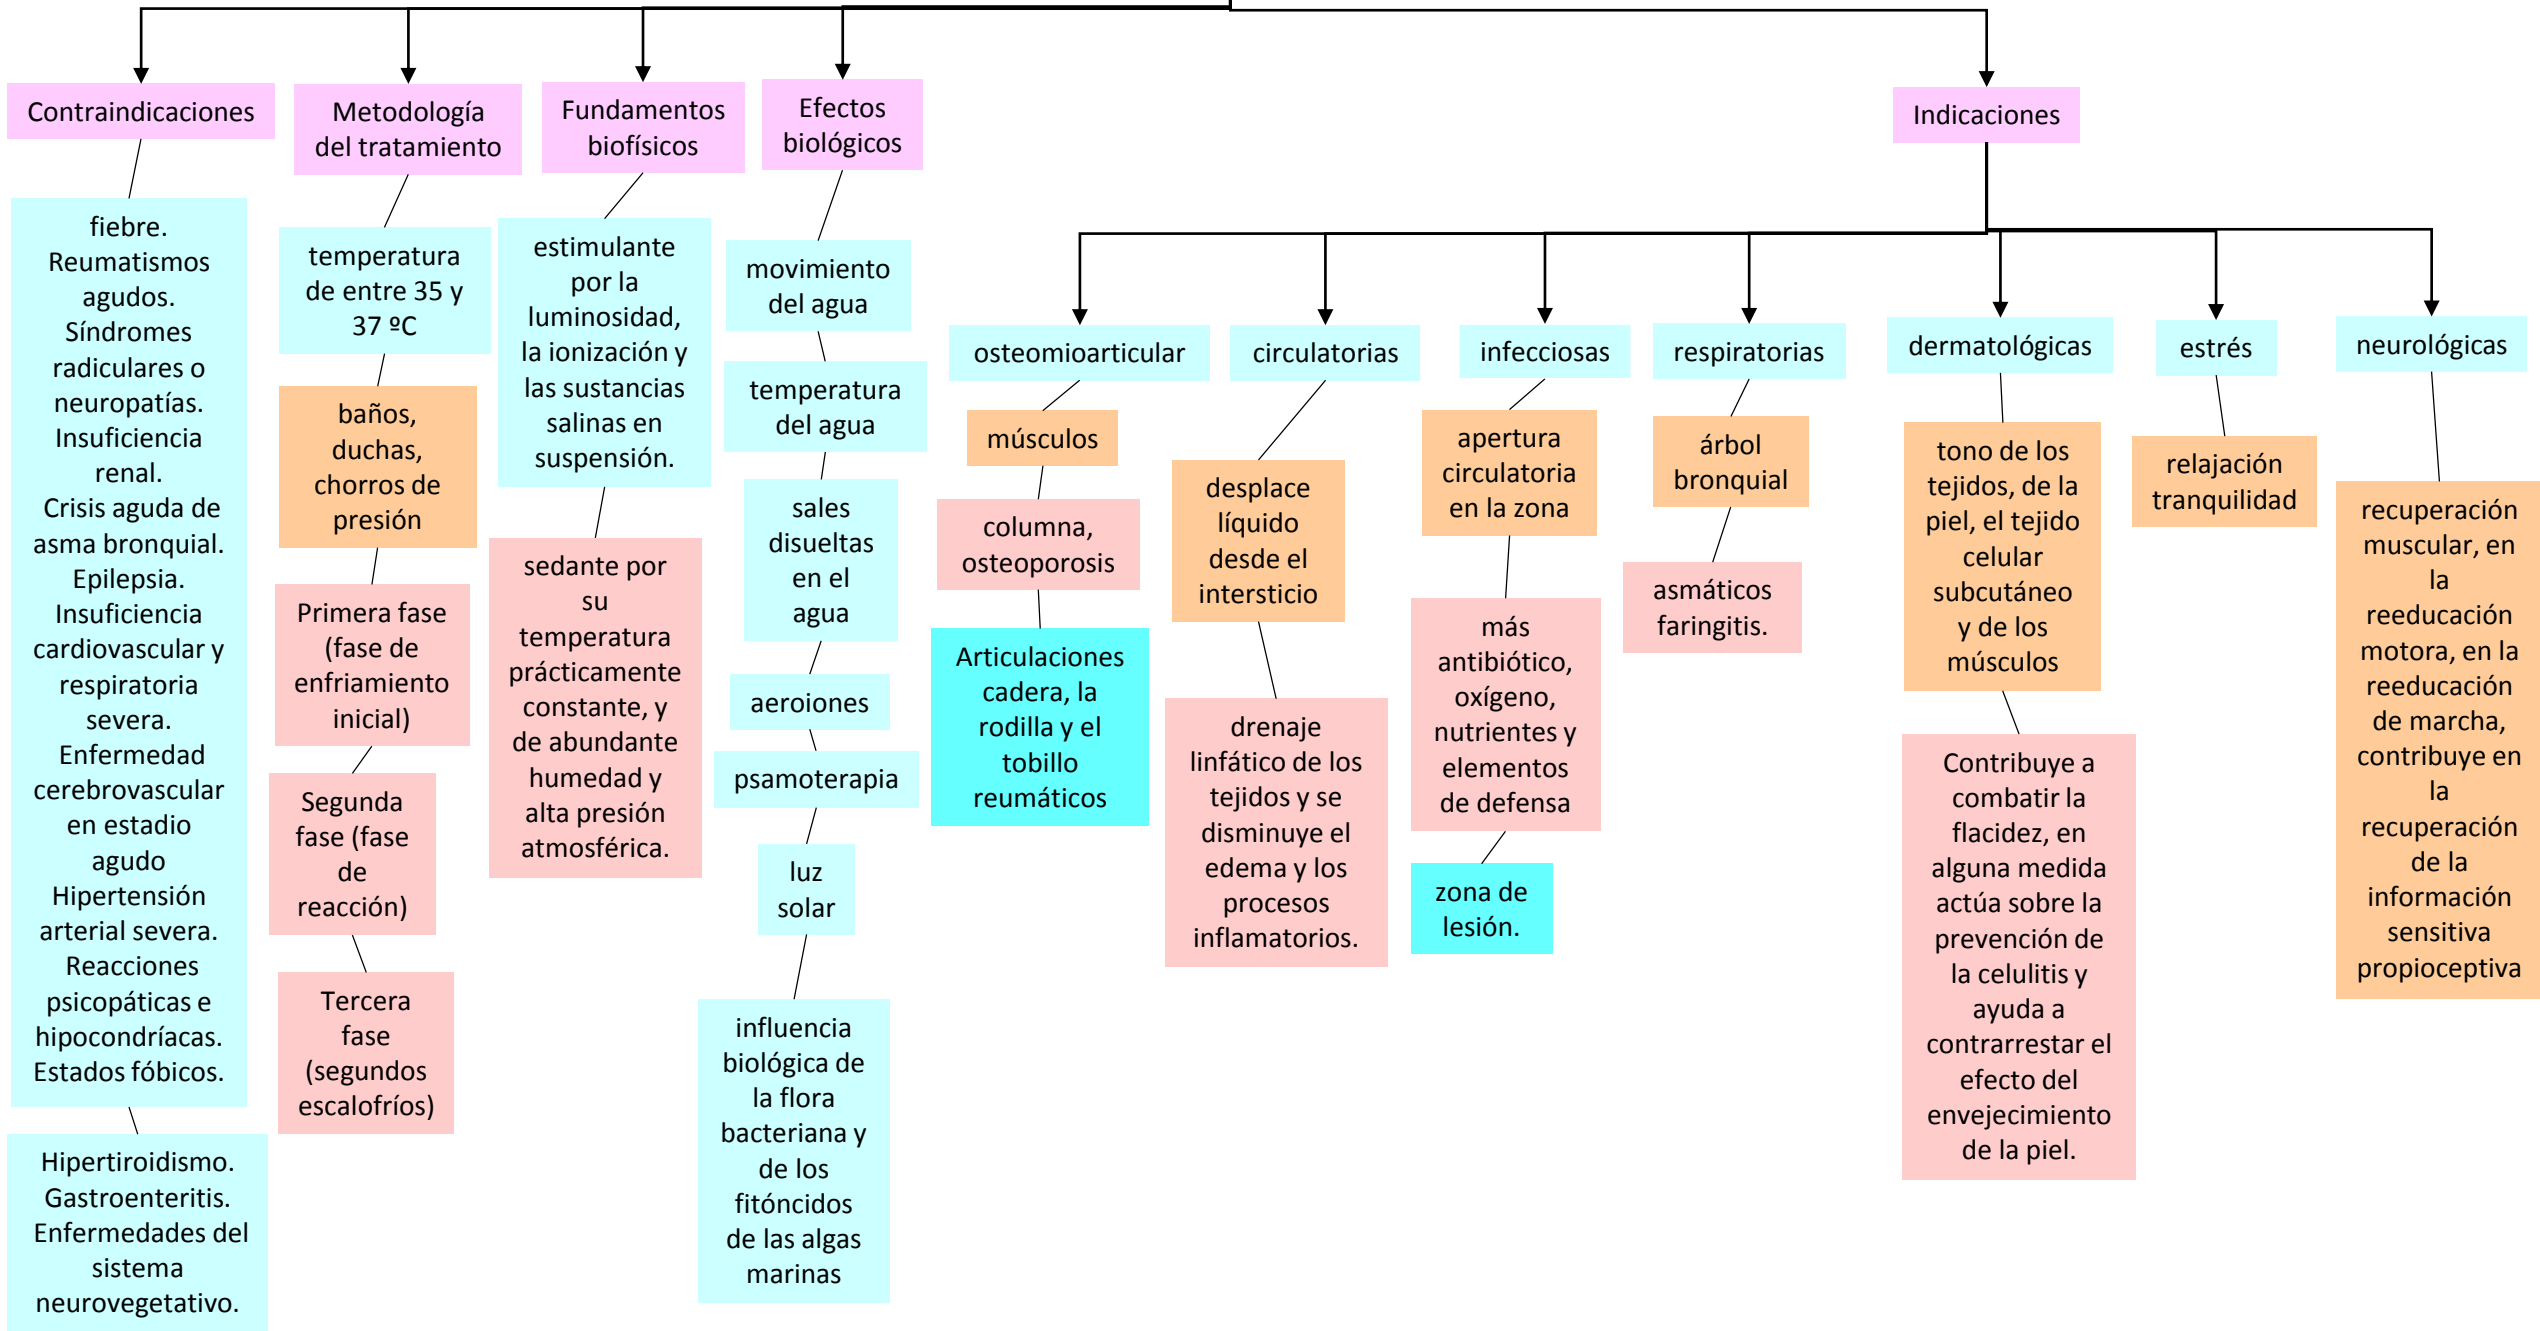 Contraindicaciones
fiebre.
Reumatismos
agudos.
Síndromes
radiculares o
neuropatías.
Insuficiencia
renal.
Crisis aguda de
asma bronquial.
Epilepsia.
Insuficiencia
cardiovascular y
respiratoria
severa.
Enfermedad
cerebrovascular
en estadio
agudo
Hipertensión
arterial severa.
Reacciones
psicopáticas e
hipocondríacas.
Estados fóbicos.
Hipertiroidismo.
Gastroenteritis.
Enfermedades del
sistema
neurovegetativo.
Metodología
del tratamiento
temperatura
de entre 35 y
37 ºC
baños,
duchas,
chorros de
presión
Primera fase
(fase de
enfriamiento
inicial)
Segunda
fase (fase
de
reacción)
Tercera
fase
(segundos
escalofríos)
Fundamentos
biofísicos
estimulante
por la
luminosidad,
la ionización y
las sustancias
salinas en
suspensión.
sedante por
su
temperatura
prácticamente
constante, y
de abundante
humedad y
alta presión
atmosférica.
Efectos
biológicos
movimiento
del agua
temperatura
del agua
sales
disueltas
en el
agua
aeroiones
psamoterapia
luz
solar
influencia
biológica de
la flora
bacteriana y
de los
fitóncidos
de las algas
marinas
Indicaciones
osteomioarticular
músculos
columna,
osteoporosis
Articulaciones
cadera, la
rodilla y el
tobillo
reumáticos
circulatorias
desplace
líquido
desde el
intersticio
drenaje
linfático de los
tejidos y se
disminuye el
edema y los
procesos
inflamatorios.
infecciosas
apertura
circulatoria
en la zona
más
antibiótico,
oxígeno,
nutrientes y
elementos
de defensa
zona de
lesión.
respiratorias
árbol
bronquial
asmáticos
faringitis.
dermatológicas
tono de los
tejidos, de la
piel, el tejido
celular
subcutáneo
y de los
músculos
Contribuye a
combatir la
flacidez, en
alguna medida
actúa sobre la
prevención de
la celulitis y
ayuda a
contrarrestar el
efecto del
envejecimiento
de la piel.
estrés
relajación
tranquilidad
neurológicas
recuperación
muscular, en
la
reeducación
motora, en la
reeducación
de marcha,
contribuye en
la
recuperación
de la
información
sensitiva
propioceptiva